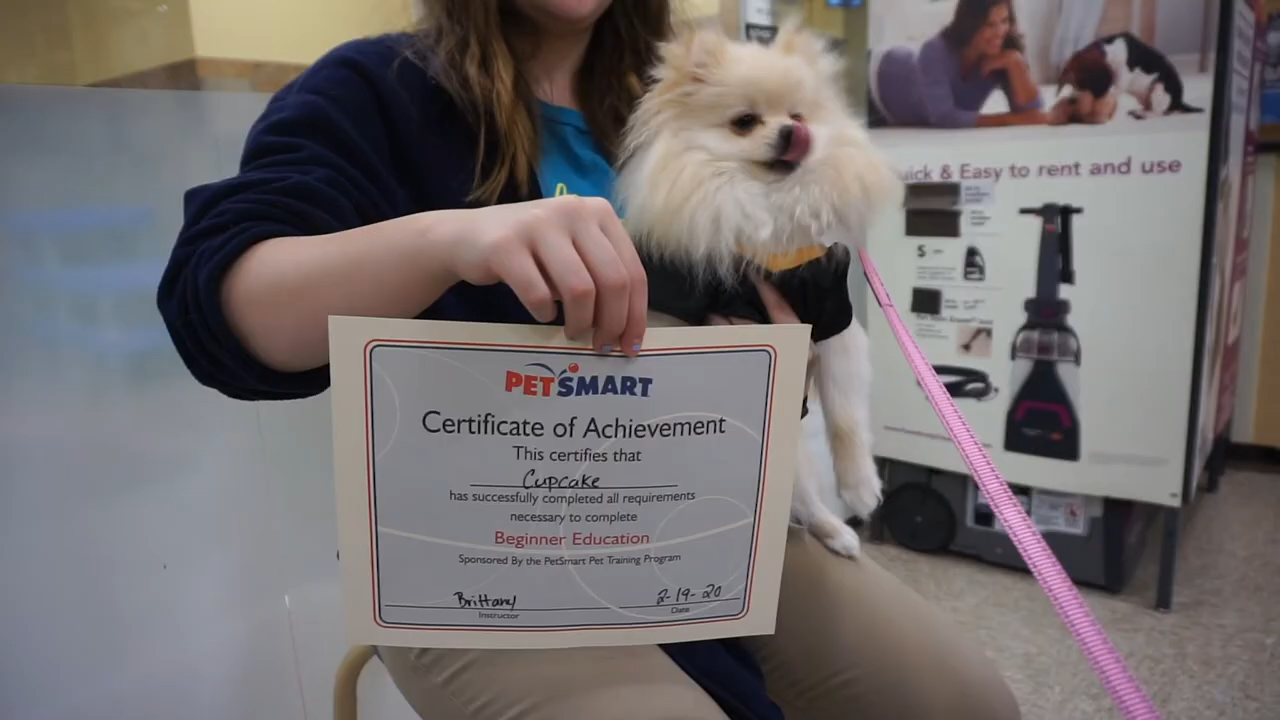 PETSMART
Certificate of Achievement
This certifies that
Cupcake
has successfully completed all requirements
necessary to complete
Beginner Education
Sponsored By the PetSmart Pet Training Program
Brittany
2-19-20
Instructor
Date
uick & Easy to rent and use
$